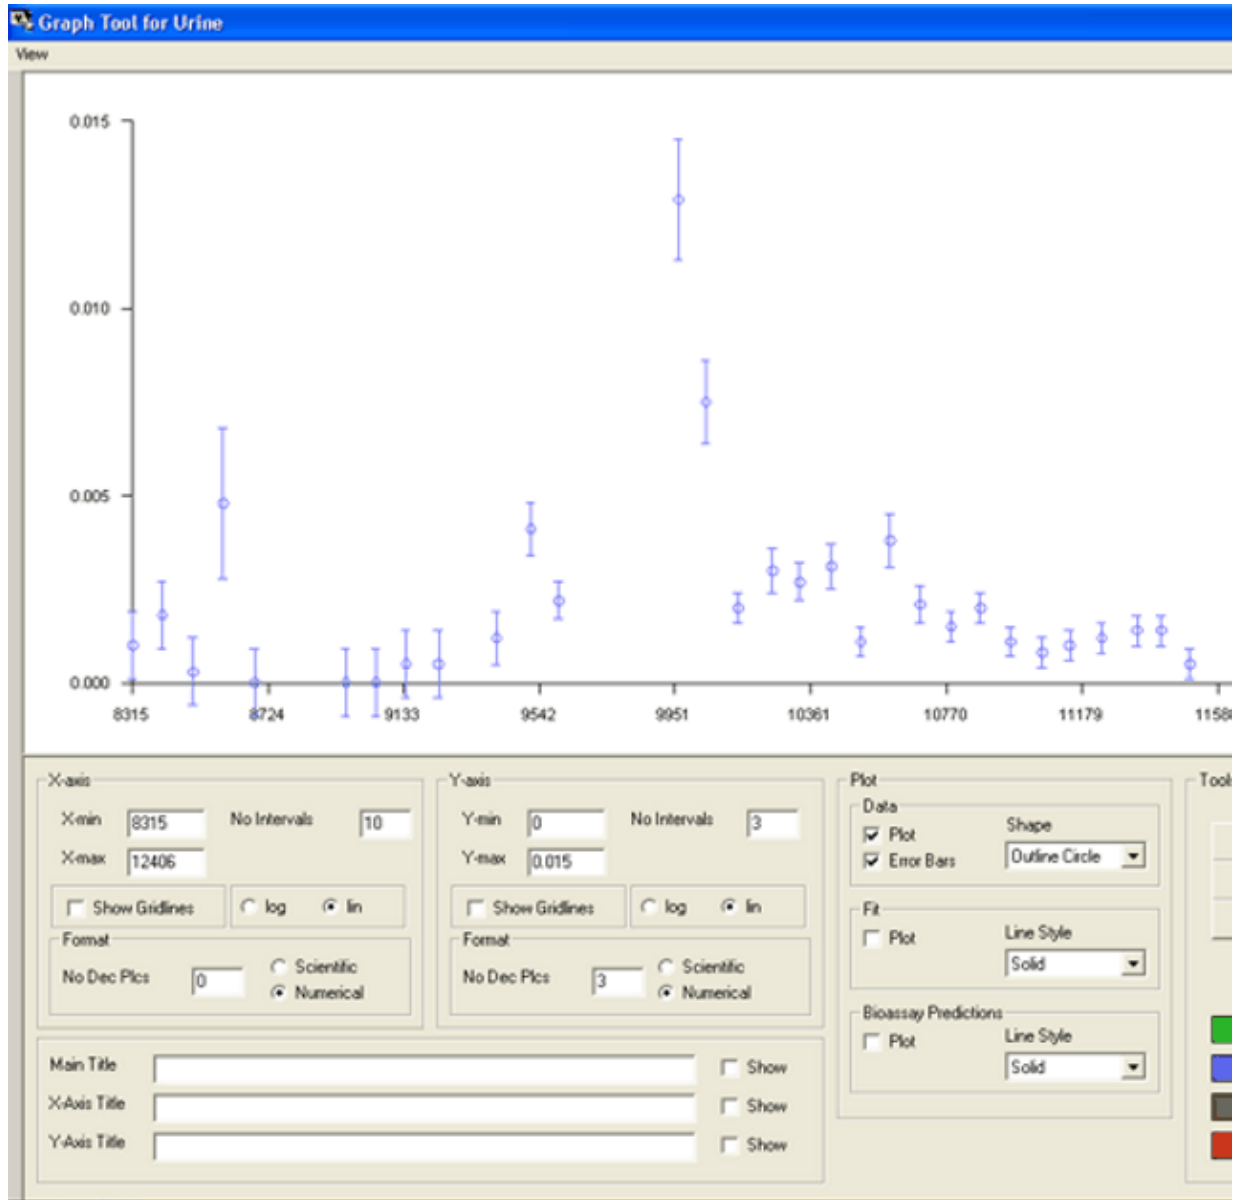 Graph Tool for Urine
View
0.015
0.010
0.005
0.000
8315 8724 9133 9542 9951 10361 10770 11179
X-axis Y-axis Plot
X-min 8315 No Intervals 10 Y-min 0 No Intervals 3 Data
Plot Shape
X-max 12406 Y-max 0.015 Error Bars Outline Circle
Show Gridlines log lin Show Gridlines log lin Fit
Format Format Plot Line Style
No Dec Plcs 0 Scientific No Dec Plcs 3 Scientific Solid
Numerical Numerical
Bioassay Predictions
Plot Line Style
Main Title Show Solid
X-Axis Title Show
Y-Axis Title Show